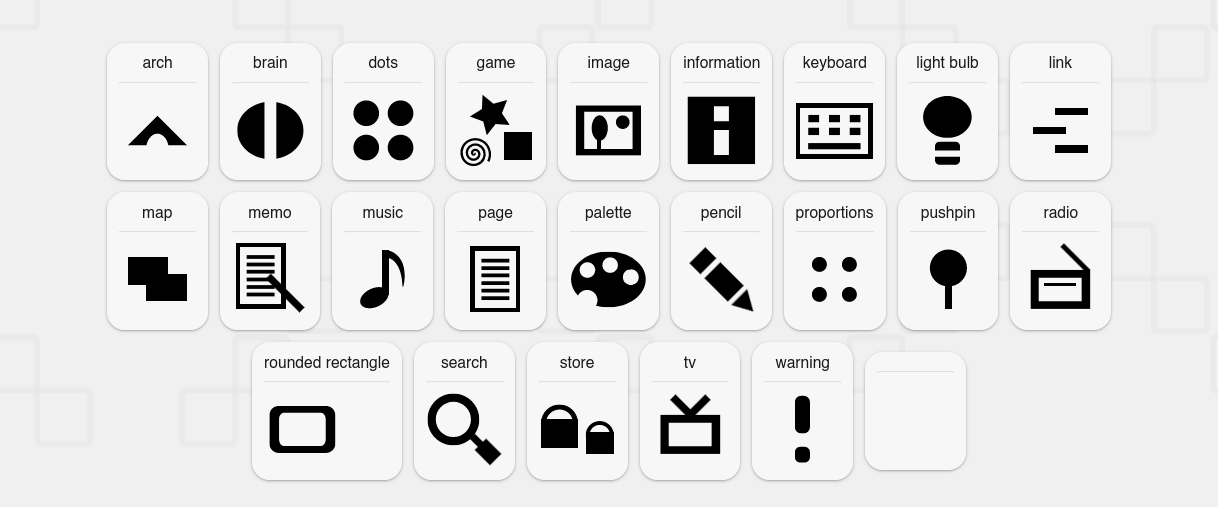 arch
brain
dots
game
image
information
keyboard
light bulb
link
map
memo
music
page
palette
pencil
proportions
pushpin
radio
rounded rectangle
search
store
tv
warning